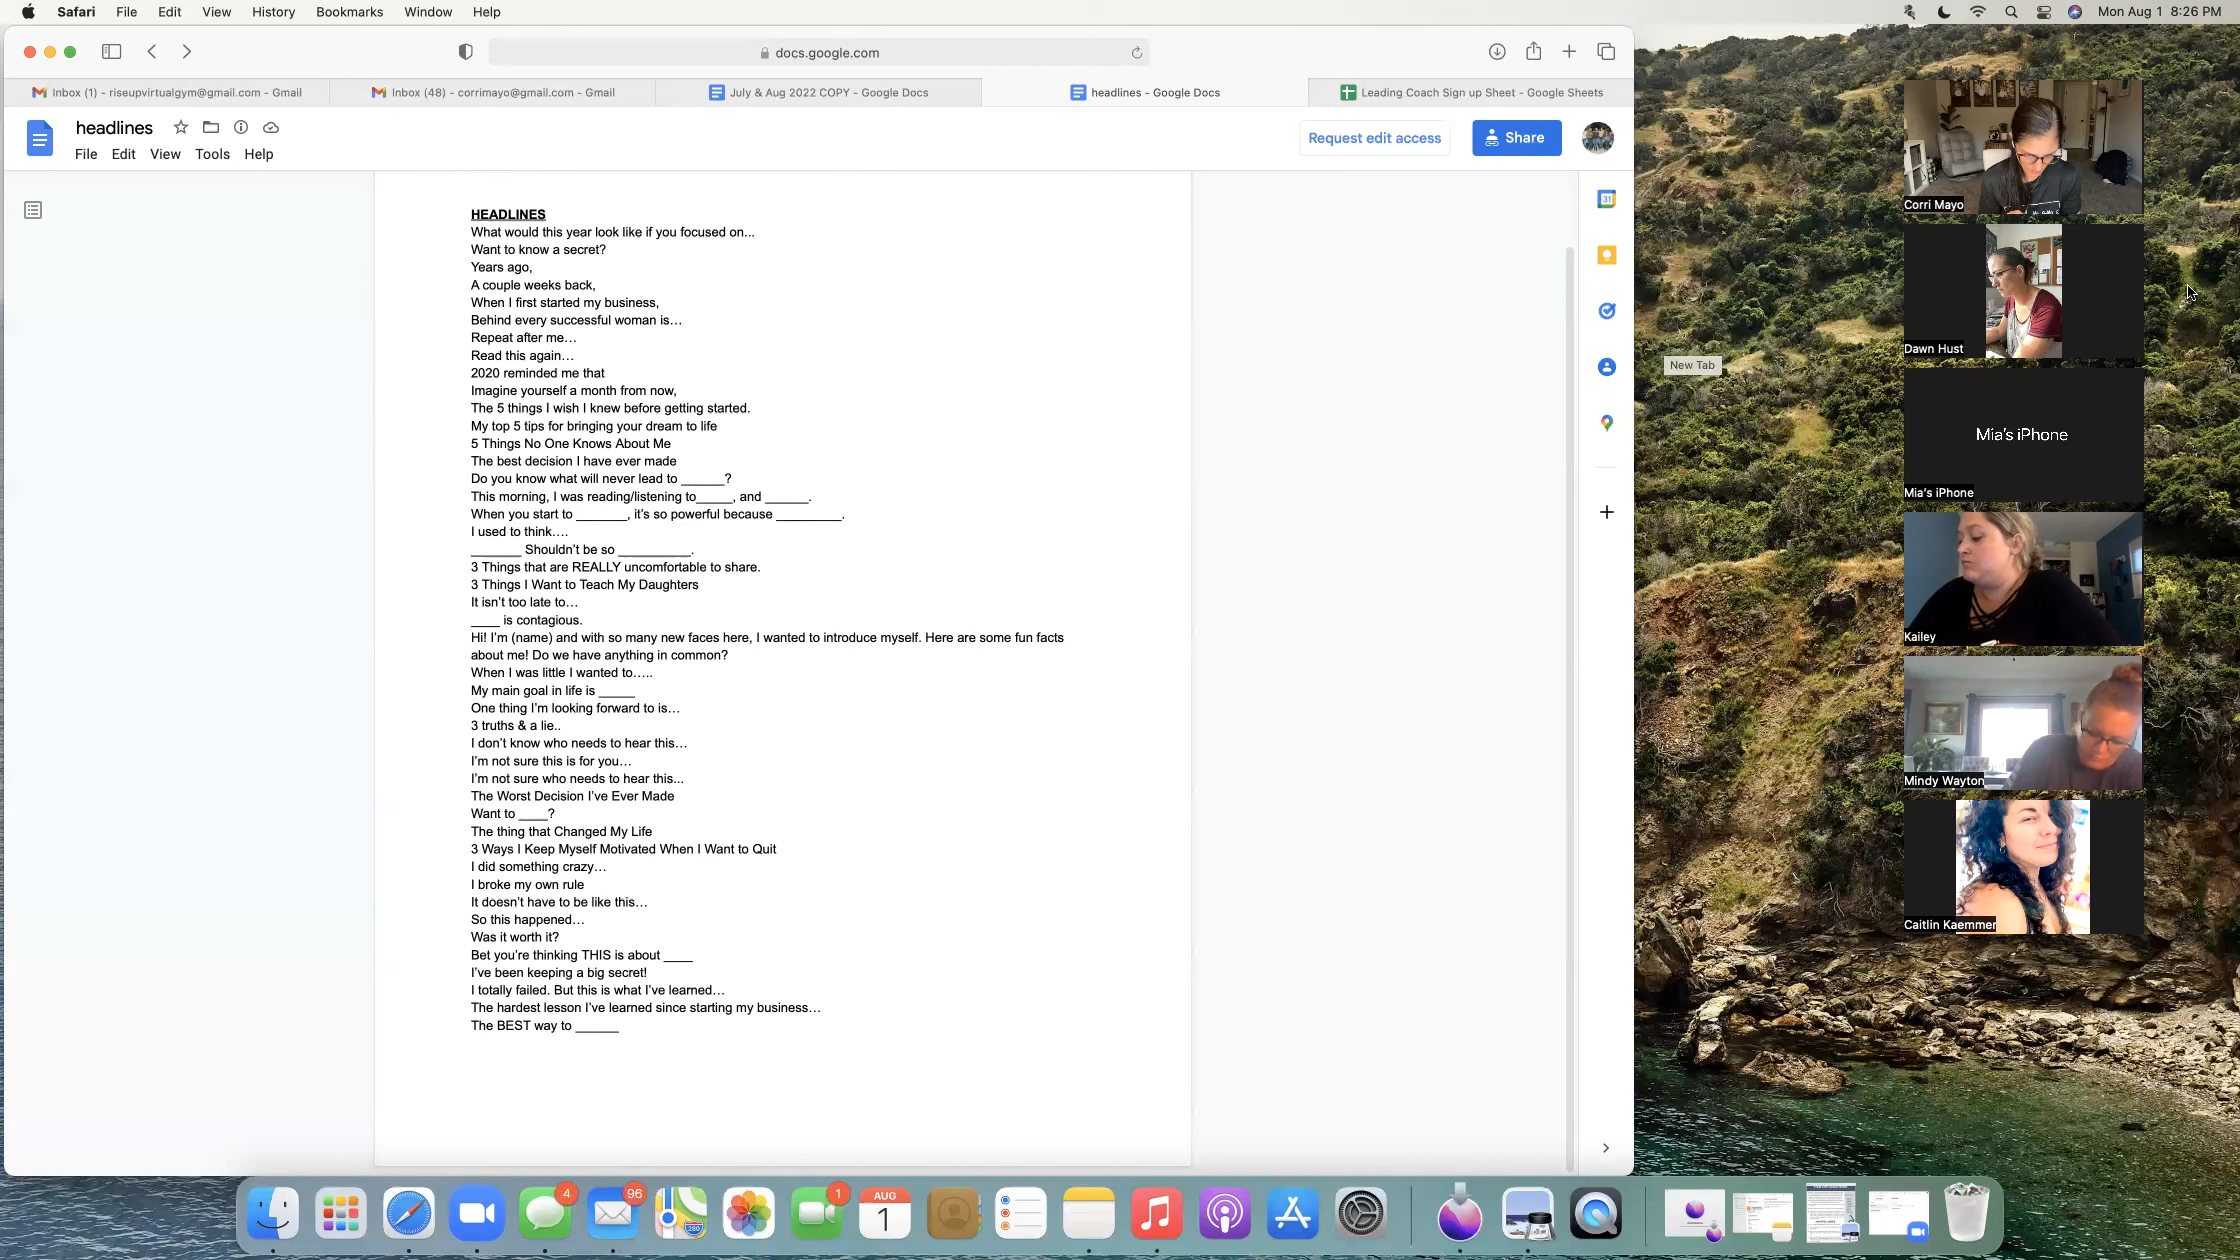 Safari File Edit View History Bookmarks Window Help
Mon Aug 1 8:26 PM
docs.google.com
Inbox (1) - riseupvirtualgym@gmail.com - Gmail
Inbox (48) - corrimayo@gmail.com - Gmail
July & Aug 2022 COPY - Google Docs
headlines - Google Docs
Leading Coach Sign up Sheet - Google Sheets
headlines
Request edit access
Share
File Edit View Tools Help
HEADLINES
What would this year look like if you focused on...
Want to know a secret?
Years ago,
A couple weeks back,
When I first started my business,
Behind every successful woman is…
Repeat after me…
Read this again…
2020 reminded me that
Imagine yourself a month from now,
The 5 things I wish I knew before getting started.
My top 5 tips for bringing your dream to life
5 Things No One Knows About Me
The best decision I have ever made
Do you know what will never lead to ______?
This morning, I was reading/listening to_____, and ______.
When you start to _______, it’s so powerful because _________.
I used to think….
_______ Shouldn’t be so __________.
3 Things that are REALLY uncomfortable to share.
3 Things I Want to Teach My Daughters
It isn’t too late to…
____ is contagious.
Hi! I’m (name) and with so many new faces here, I wanted to introduce myself. Here are some fun facts
about me! Do we have anything in common?
When I was little I wanted to…..
My main goal in life is _____
One thing I’m looking forward to is…
3 truths & a lie..
I don’t know who needs to hear this…
I’m not sure this is for you…
I’m not sure who needs to hear this...
The Worst Decision I’ve Ever Made
Want to ____?
The thing that Changed My Life
3 Ways I Keep Myself Motivated When I Want to Quit
I did something crazy…
I broke my own rule
It doesn’t have to be like this…
So this happened…
Was it worth it?
Bet you’re thinking THIS is about ____
I’ve been keeping a big secret!
I totally failed. But this is what I’ve learned…
The hardest lesson I’ve learned since starting my business…
The BEST way to ______
31
New Tab
Corri Mayo
Dawn Hust
Mia’s iPhone
Mia’s iPhone
Kailey
Mindy Wayton
Caitlin Kaemmer
4
96
280
1
AUG
1